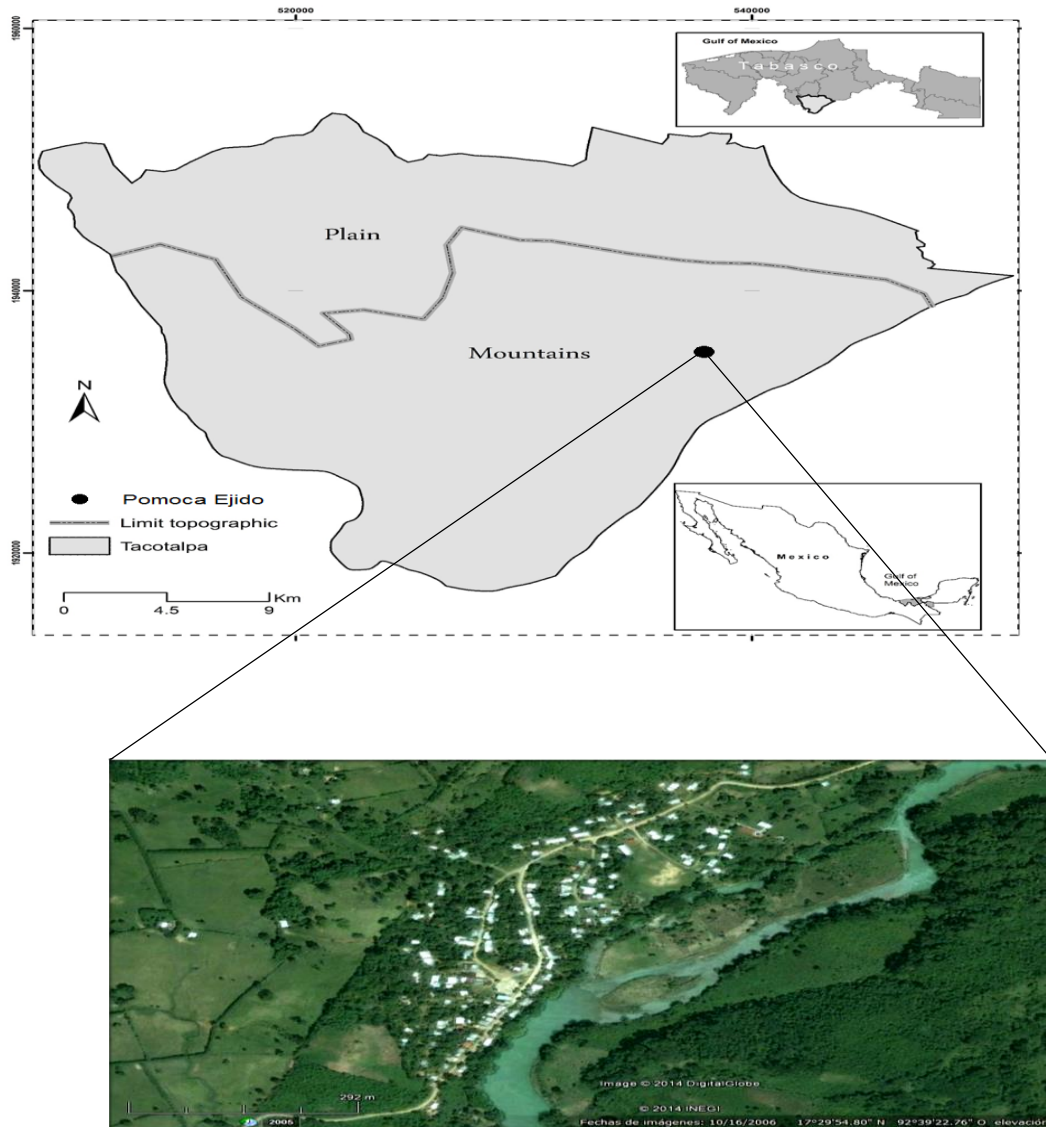 520000
540000
1960000
Gulf of Mexico
Tabasco
Plain
1940000
Mountains
N
Pomoca Ejido
Limit topographic
Tacotalpa
1920000
Km
0 4.5 9
Mexico
Gulf of
Mexico
292 m
Image © 2014 DigitalGlobe
© 2014 INEGI
2005
Fechas de imágenes: 10/16/2006 17°29'54.80" N 92°39'22.76" O elevación